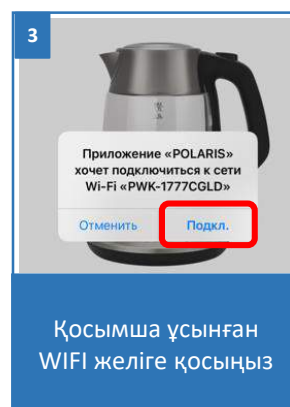 3
Приложение «POLARIS»
хочет подключиться к сети
Wi-Fi «PWK-1777CGLD»
Отменить
Подкл.
Қосымша ұсынған
WIFI желіге қосыңыз